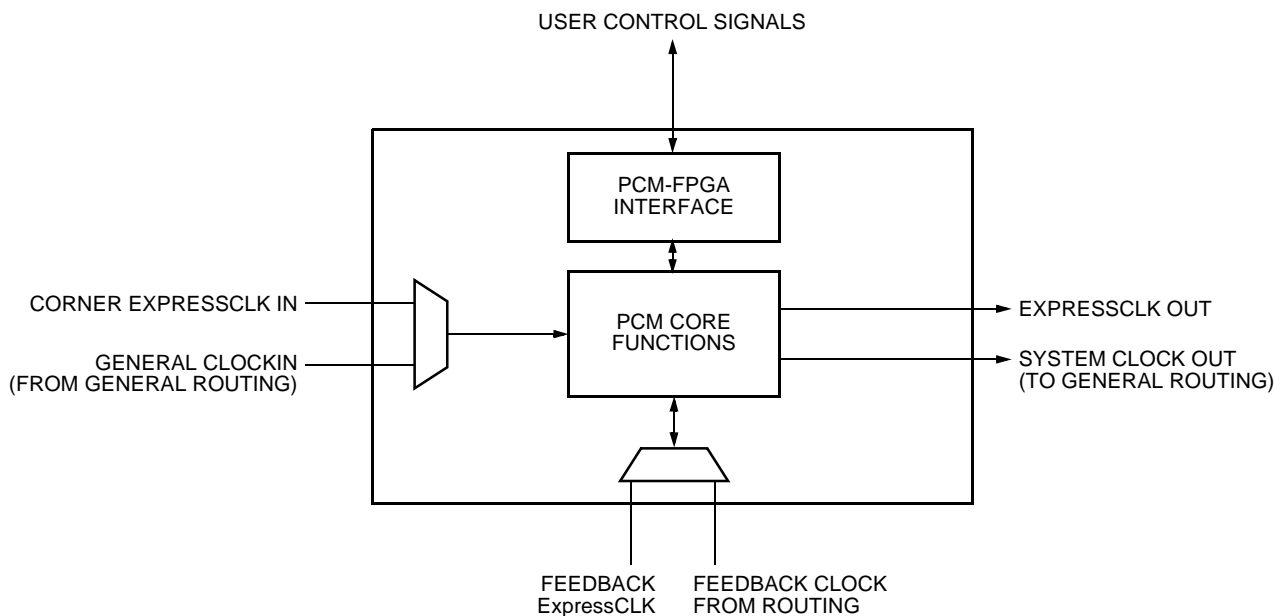 USER CONTROL SIGNALS
PCM-FPGA
INTERFACE
CORNER EXPRESSCLK IN
GENERAL CLOCKIN
(FROM GENERAL ROUTING)
PCM CORE
FUNCTIONS
EXPRESSCLK OUT
SYSTEM CLOCK OUT
(TO GENERAL ROUTING)
FEEDBACK
ExpressCLK
FEEDBACK CLOCK
FROM ROUTING